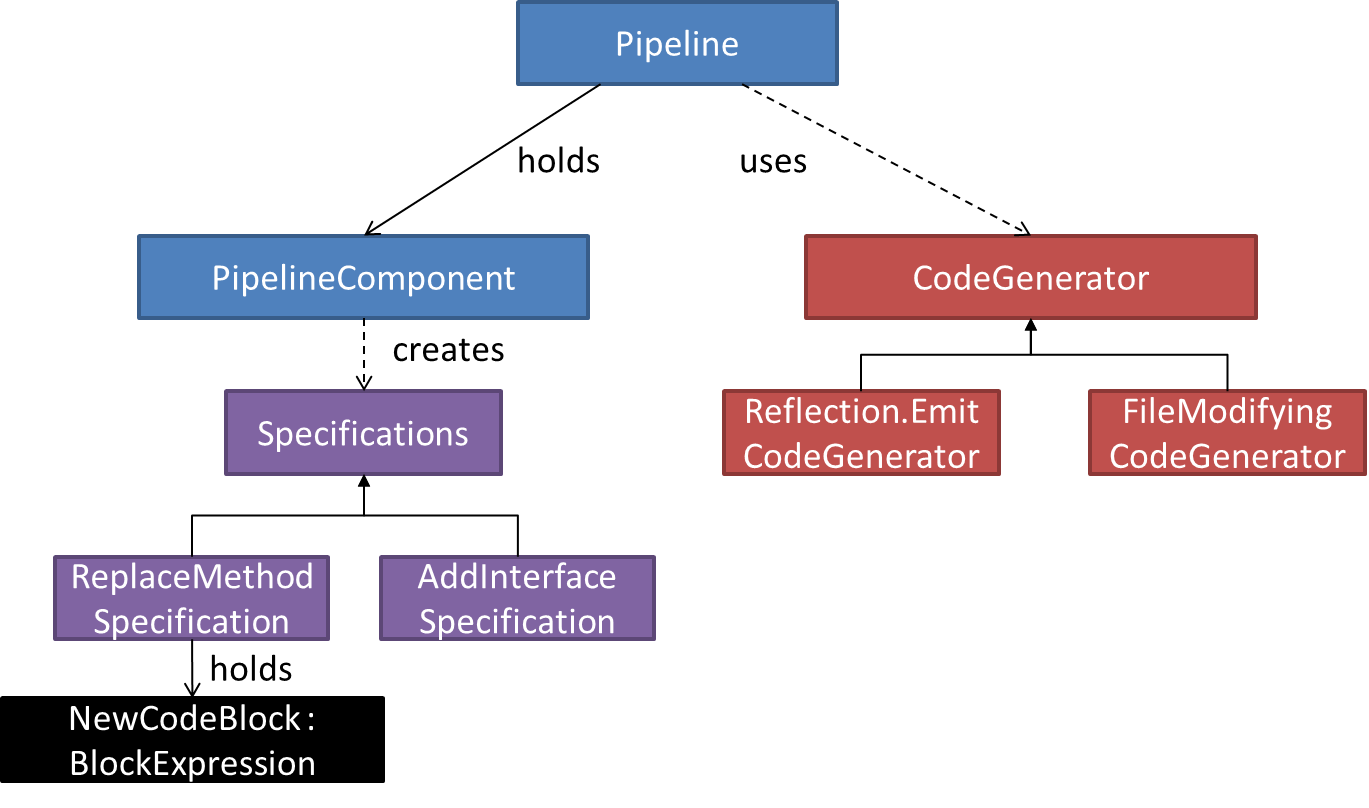 Pipeline
holds
uses
PipelineComponent
CodeGenerator
creates
Specifications
Reflection.Emit
CodeGenerator
FileModifying
CodeGenerator
ReplaceMethod
Specification
AddInterface
Specification
holds
NewCodeBlock :
BlockExpression